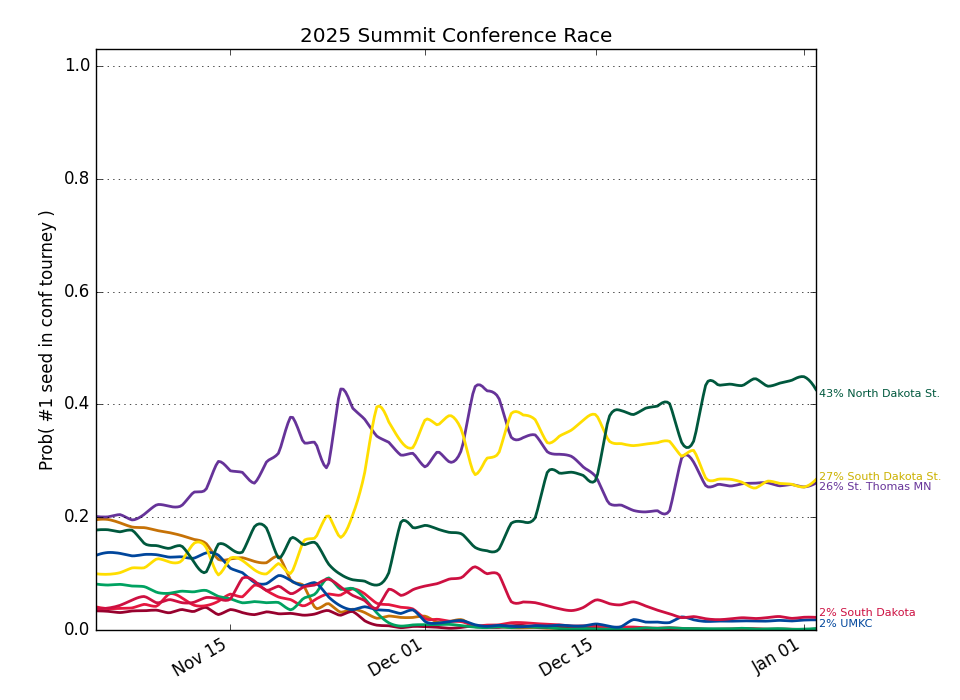 2025 Summit Conference Race
Prob( #1 seed in conf tourney )
1.0
0.8
0.6
0.4
0.2
0.0
Nov 15
Dec 01
Dec 15
Jan 01
43% North Dakota St.
27% South Dakota St.
26% St. Thomas MN
2% South Dakota
2% UMKC